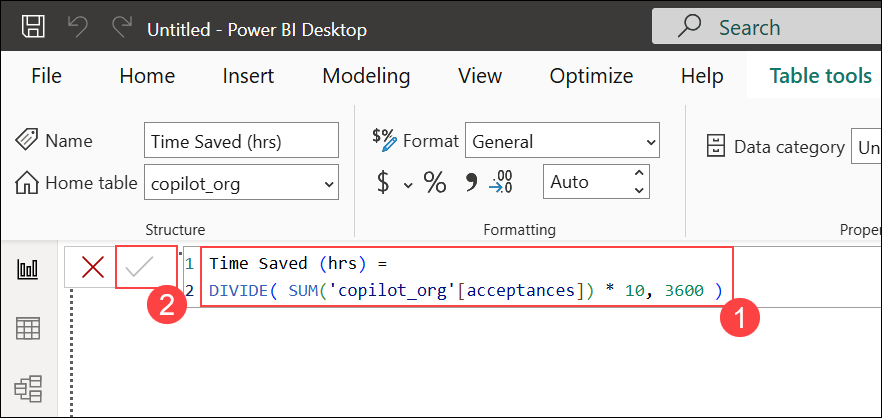 Untitled - Power BI Desktop
Search
File Home Insert Modeling View Optimize Help Table tools
Name Time Saved (hrs) $% Format General Data category Un
Home table copilot_org $ % , .00 →0 Auto
Structure Formatting Proper
1 Time Saved (hrs) =
2 DIVIDE( SUM('copilot_org'[acceptances]) * 10, 3600 )
2 1